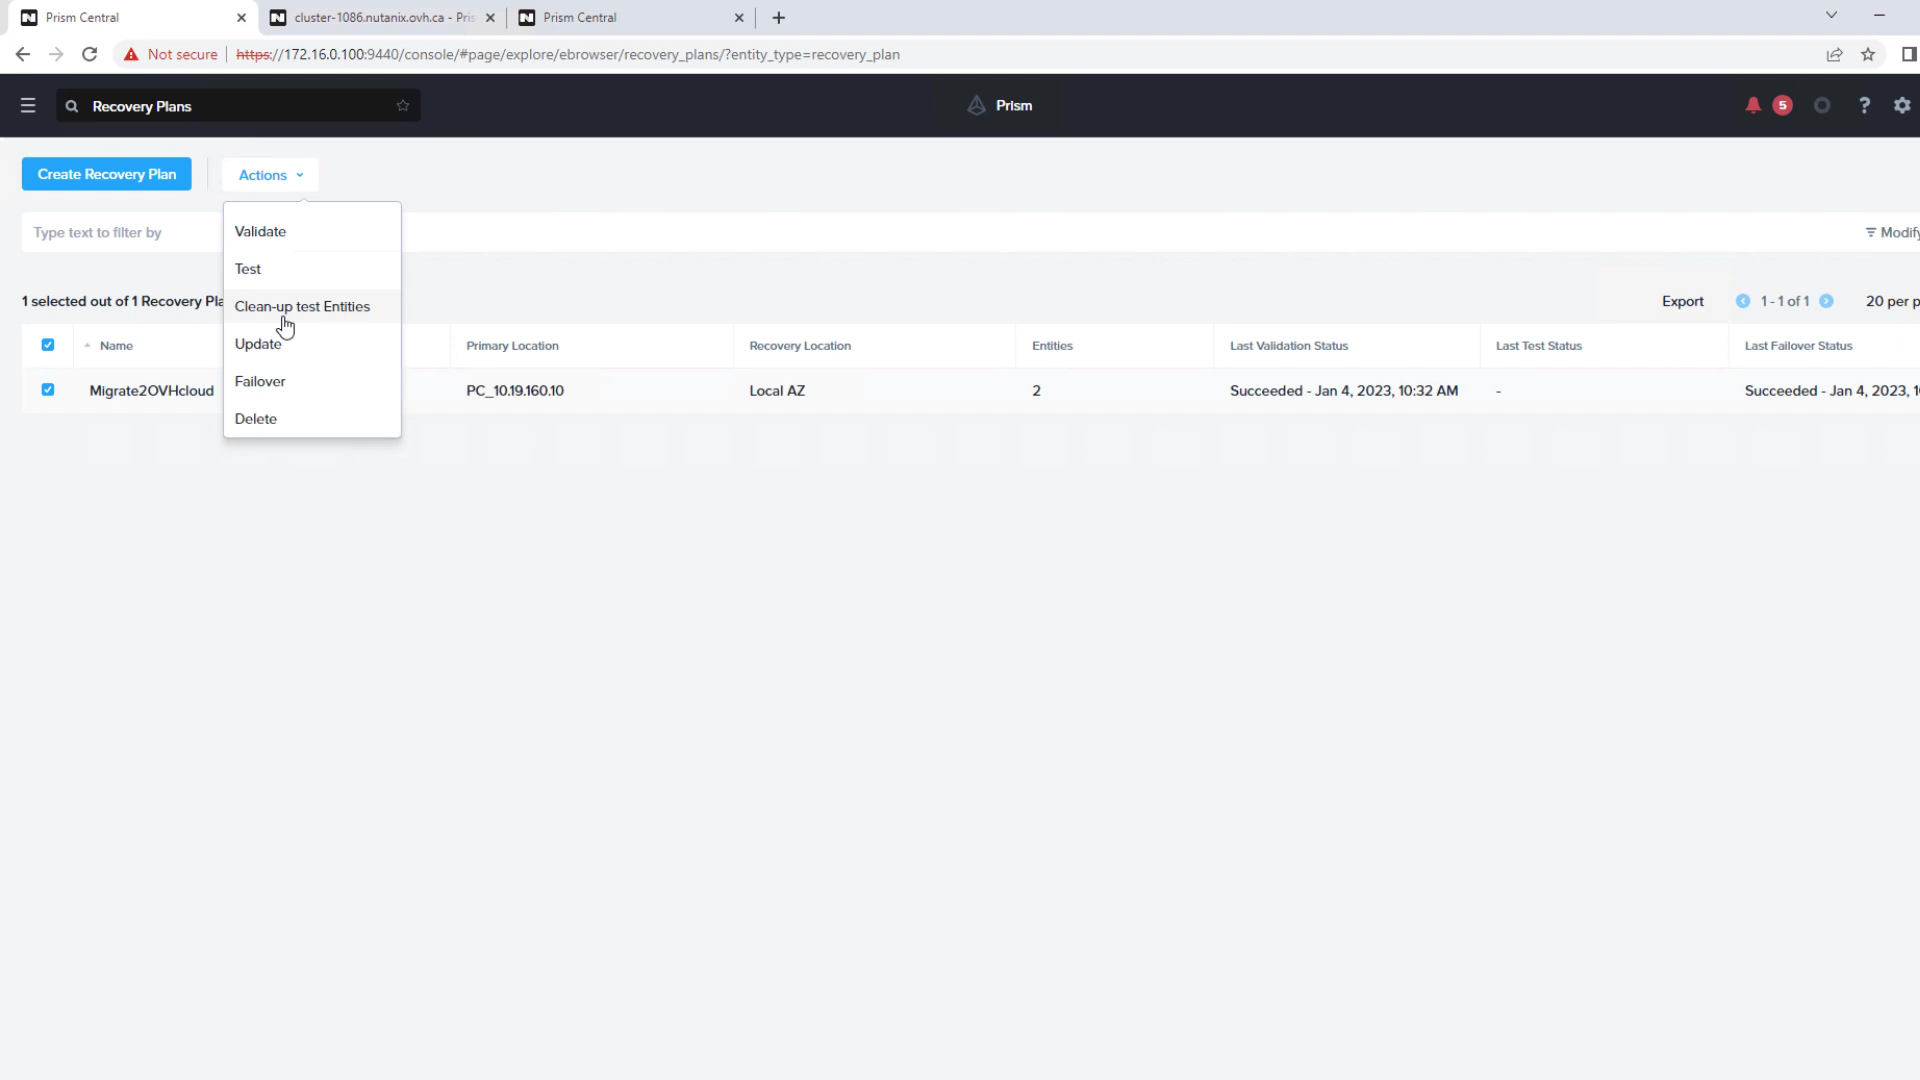 Prism Central
cluster-1086.nutanix.ovh.ca - Pris
Prism Central
Not secure
https://172.16.0.100:9440/console/#page/explore/ebrowser/recovery_plans/?entity_type=recovery_plan
Recovery Plans
Prism
5
?
Create Recovery Plan
Actions
Type text to filter by
Modify
Validate
Test
Clean-up test Entities
Update
Failover
Delete
1 selected out of 1 Recovery Pla
Export
1 - 1 of 1
20 per p
Name
Primary Location
Recovery Location
Entities
Last Validation Status
Last Test Status
Last Failover Status
Migrate2OVHcloud
PC_10.19.160.10
Local AZ
2
Succeeded - Jan 4, 2023, 10:32 AM
-
Succeeded - Jan 4, 2023, 1